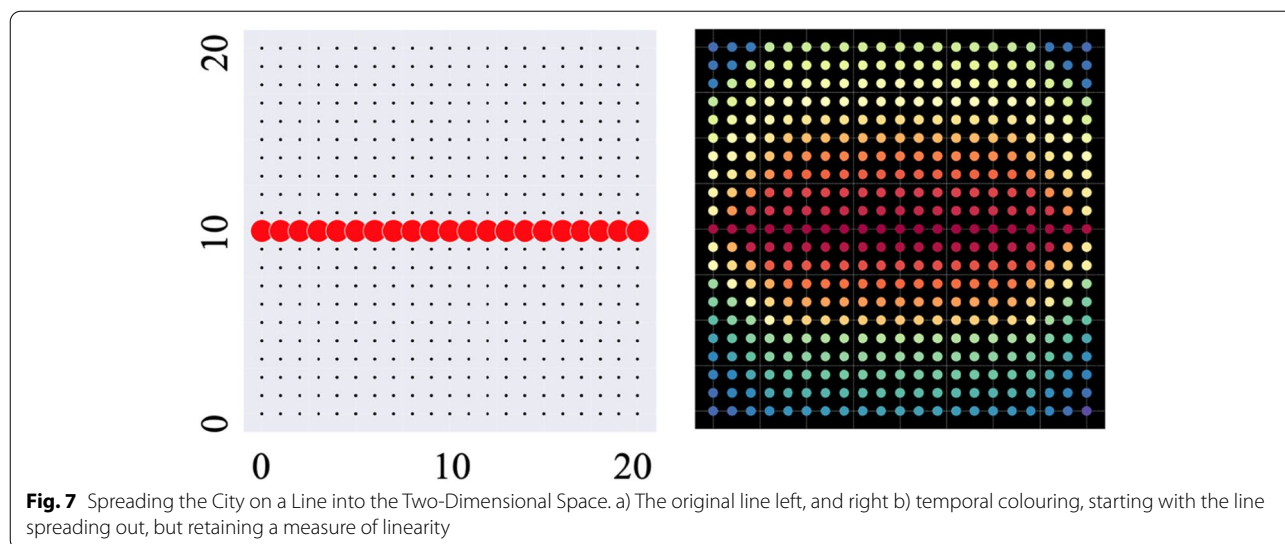 20
10
0
0 10 20
Fig. 7 Spreading the City on a Line into the Two-Dimensional Space. a) The original line left, and right b) temporal colouring, starting with the line
spreading out, but retaining a measure of linearity